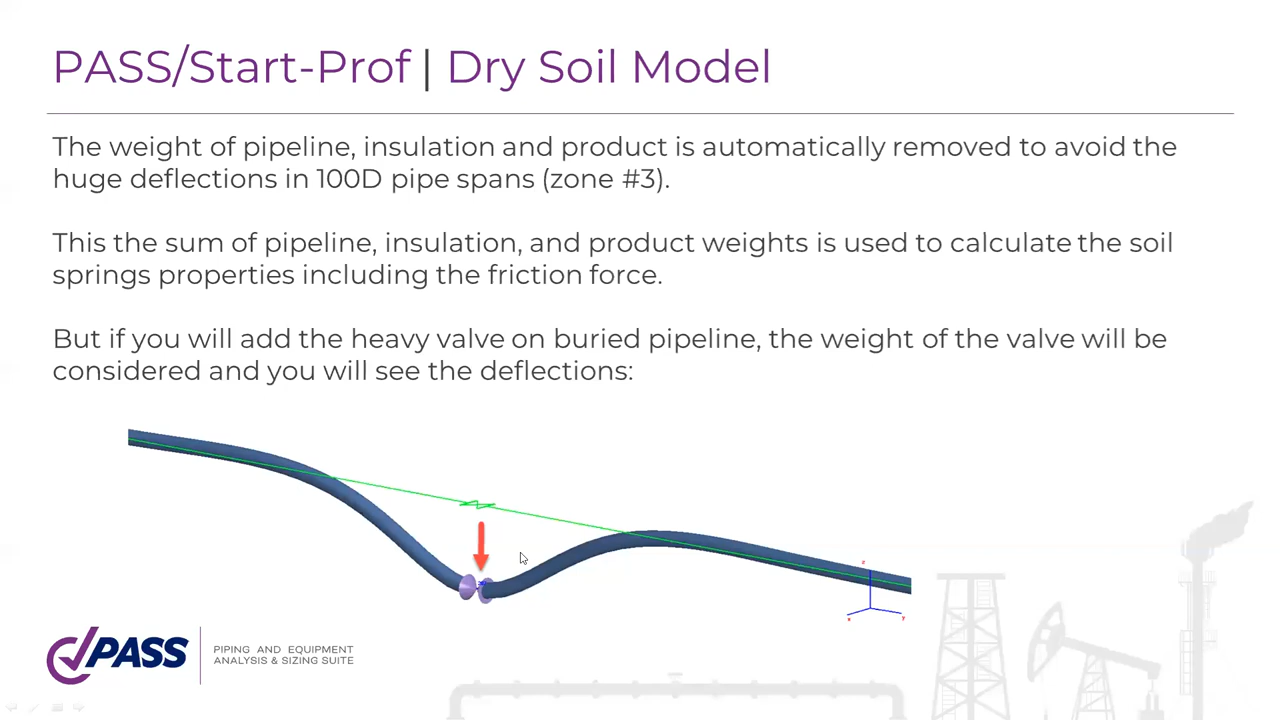 PASS/Start-Prof | Dry Soil Model
The weight of pipeline, insulation and product is automatically removed to avoid the
huge deflections in 100D pipe spans (zone #3).
This the sum of pipeline, insulation, and product weights is used to calculate the soil
springs properties including the friction force.
But if you will add the heavy valve on buried pipeline, the weight of the valve will be
considered and you will see the deflections:
z
x
y
PASS
PIPING AND EQUIPMENT
ANALYSIS & SIZING SUITE